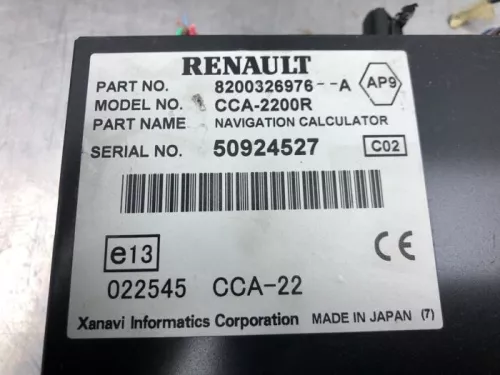 RENAULT
PART NO. 8200326976--A AP9
MODEL NO. CCA-2200R
PART NAME NAVIGATION CALCULATOR
SERIAL NO. 50924527 C02
e13 CE
022545 CCA-22
Xanavi Informatics Corporation MADE IN JAPAN (7)